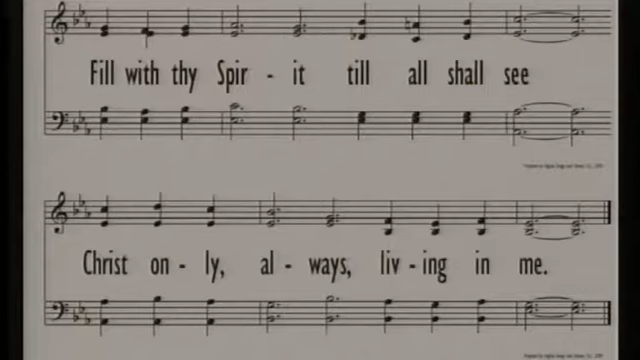 Fill with thy Spir - it till all shall see
Christ on - ly, al - ways, liv - ing in me.